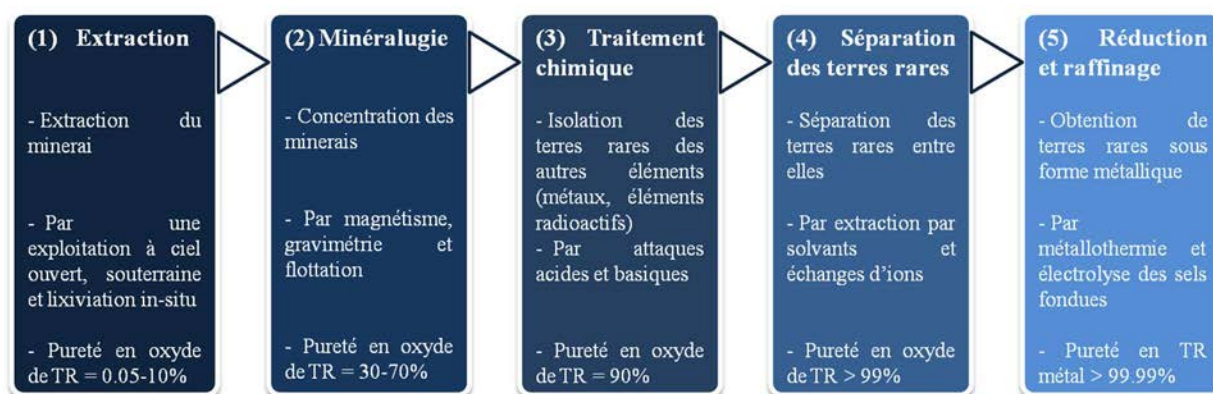 (1) Extraction
- Extraction du
minerai
- Par une
exploitation à ciel
ouvert, souterraine
et lixiviation in-situ
- Pureté en oxyde
de TR = 0.05-10%
(2) Minéralugie
- Concentration des
minerais
- Par magnétisme,
gravimétrie et
flottation
- Pureté en oxyde
de TR = 30-70%
(3) Traitement
chimique
- Isolation des
terres rares des
autres éléments
(métaux, éléments
radioactifs)
- Par attaques
acides et basiques
- Pureté en oxyde
de TR = 90%
(4) Séparation
des terres rares
- Séparation des
terres rares entre
elles
- Par extraction par
solvants et
échanges d'ions
- Pureté en oxyde
de TR > 99%
(5) Réduction
et raffinage
- Obtention de
terres rares sous
forme métallique
- Par
métallothermie et
électrolyse des sels
fondues
- Pureté en TR
métal > 99.99%